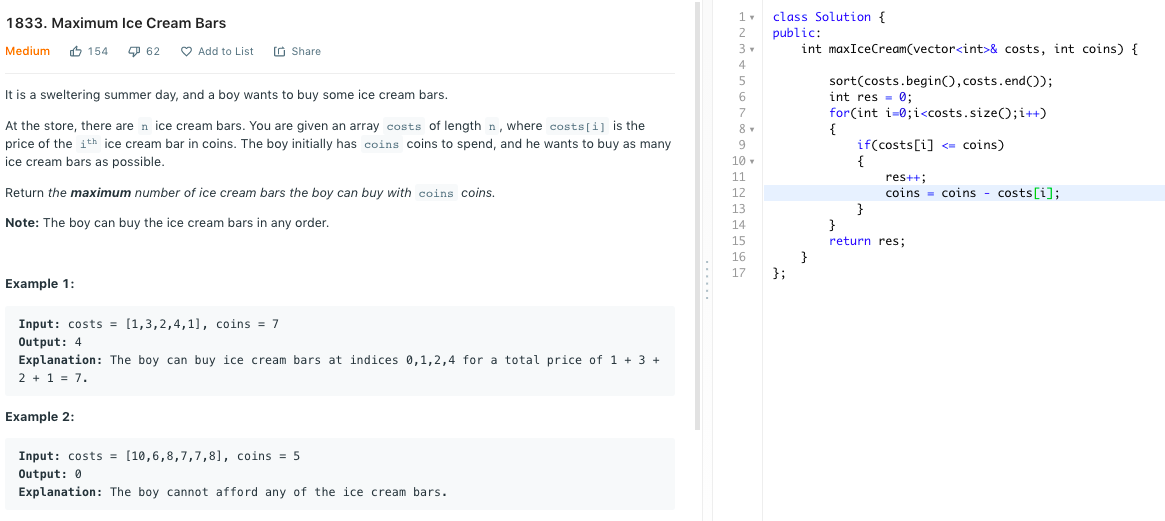 1833. Maximum Ice Cream Bars
Medium 154 62 Add to List Share
It is a sweltering summer day, and a boy wants to buy some ice cream bars.
At the store, there are n ice cream bars. You are given an array costs of length n, where costs[i] is the
price of the ith ice cream bar in coins. The boy initially has coins coins to spend, and he wants to buy as many
ice cream bars as possible.
Return the maximum number of ice cream bars the boy can buy with coins coins.
Note: The boy can buy the ice cream bars in any order.
Example 1:
Input: costs = [1,3,2,4,1], coins = 7
Output: 4
Explanation: The boy can buy ice cream bars at indices 0,1,2,4 for a total price of 1 + 3 +
2 + 1 = 7.
Example 2:
Input: costs = [10,6,8,7,7,8], coins = 5
Output: 0
Explanation: The boy cannot afford any of the ice cream bars.
1 class Solution {
2 public:
3     int maxIceCream(vector<int>& costs, int coins) {
4
5         sort(costs.begin(),costs.end());
6         int res = 0;
7         for(int i=0;i<costs.size();i++)
8         {
9             if(costs[i] <= coins)
10             {
11                 res++;
12                 coins = coins - costs[i];
13             }
14         }
15         return res;
16     }
17 };